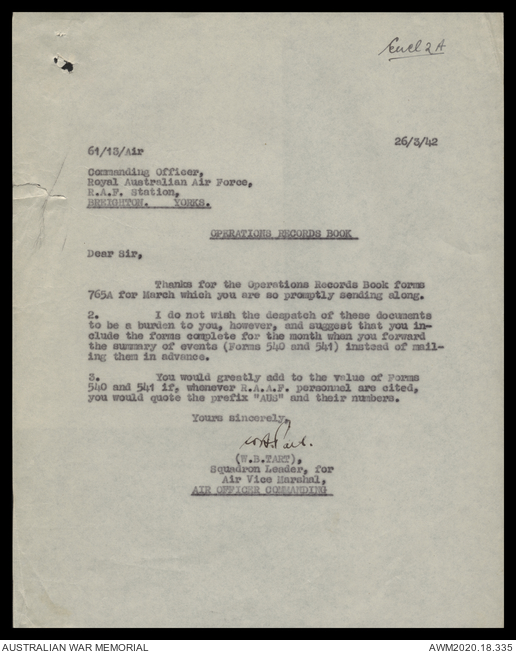 Encl 2A
26/3/42
61/13/Air
Commanding Officer,
Royal Australian Air Force,
R.A.F. Station,
BREIGHTON. YORKS.
OPERATIONS RECORDS BOOK
Dear Sir,
Thanks for the Operations Records Book forms
765A for March which you are so promptly sending along.
2. I do not wish the despatch of these documents
to be a burden to you, however, and suggest that you in-
clude the forms complete for the month when you forward
the summary of events (Forms 540 and 541) instead of mail-
ing them in advance.
3. You would greatly add to the value of Forms
540 and 541 if, whenever R.A.A.F. personnel are cited,
you would quote the prefix "AUS" and their numbers.
Yours sincerely,
(W.B.TART),
Squadron Leader, for
Air Vice Marshal,
AIR OFFICER COMMANDING
AUSTRALIAN WAR MEMORIAL
AWM2020.18.335